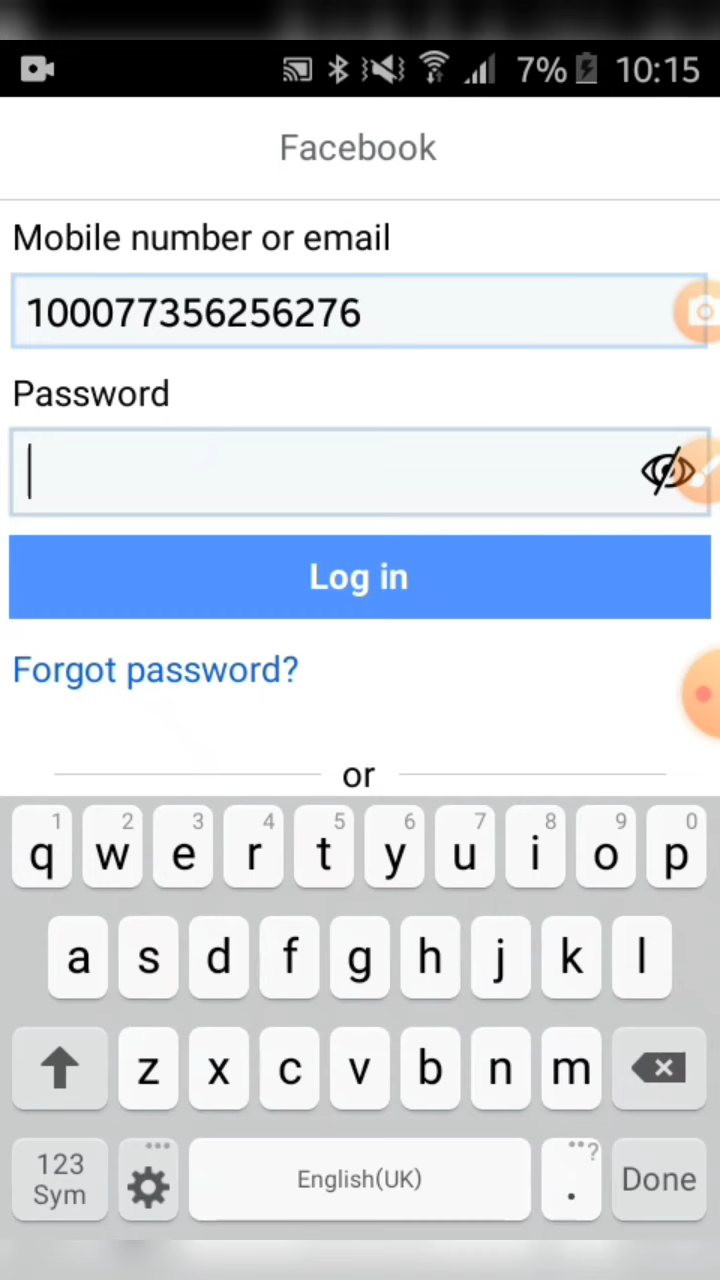 7% 10:15
Facebook
Mobile number or email
100077356256276
Password
Log in
Forgot password?
or
1 2 3 4 5 6 7 8 9 0
q w e r t y u i o p
a s d f g h j k l
z x c v b n m
123 Sym English(UK) . ? Done